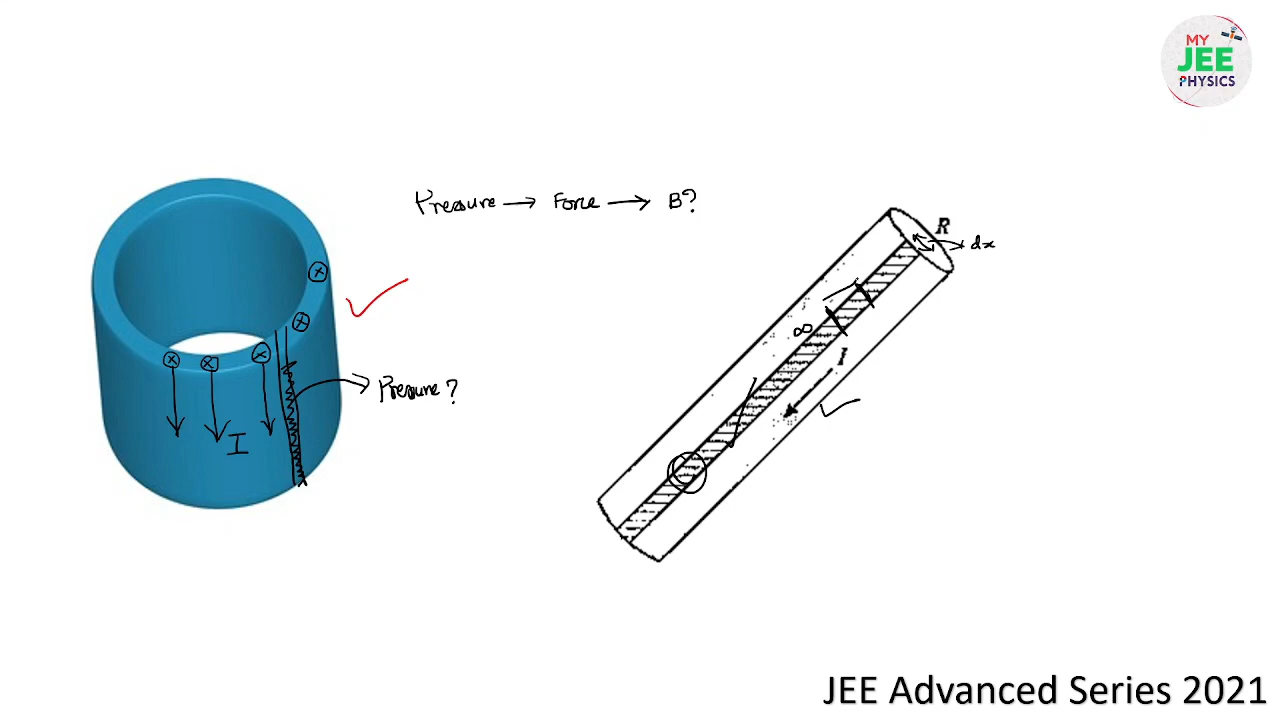 MY
JEE
PHYSICS
Pressure → Force → B?
R
dx
∞
I
Pressure?
I
JEE Advanced Series 2021